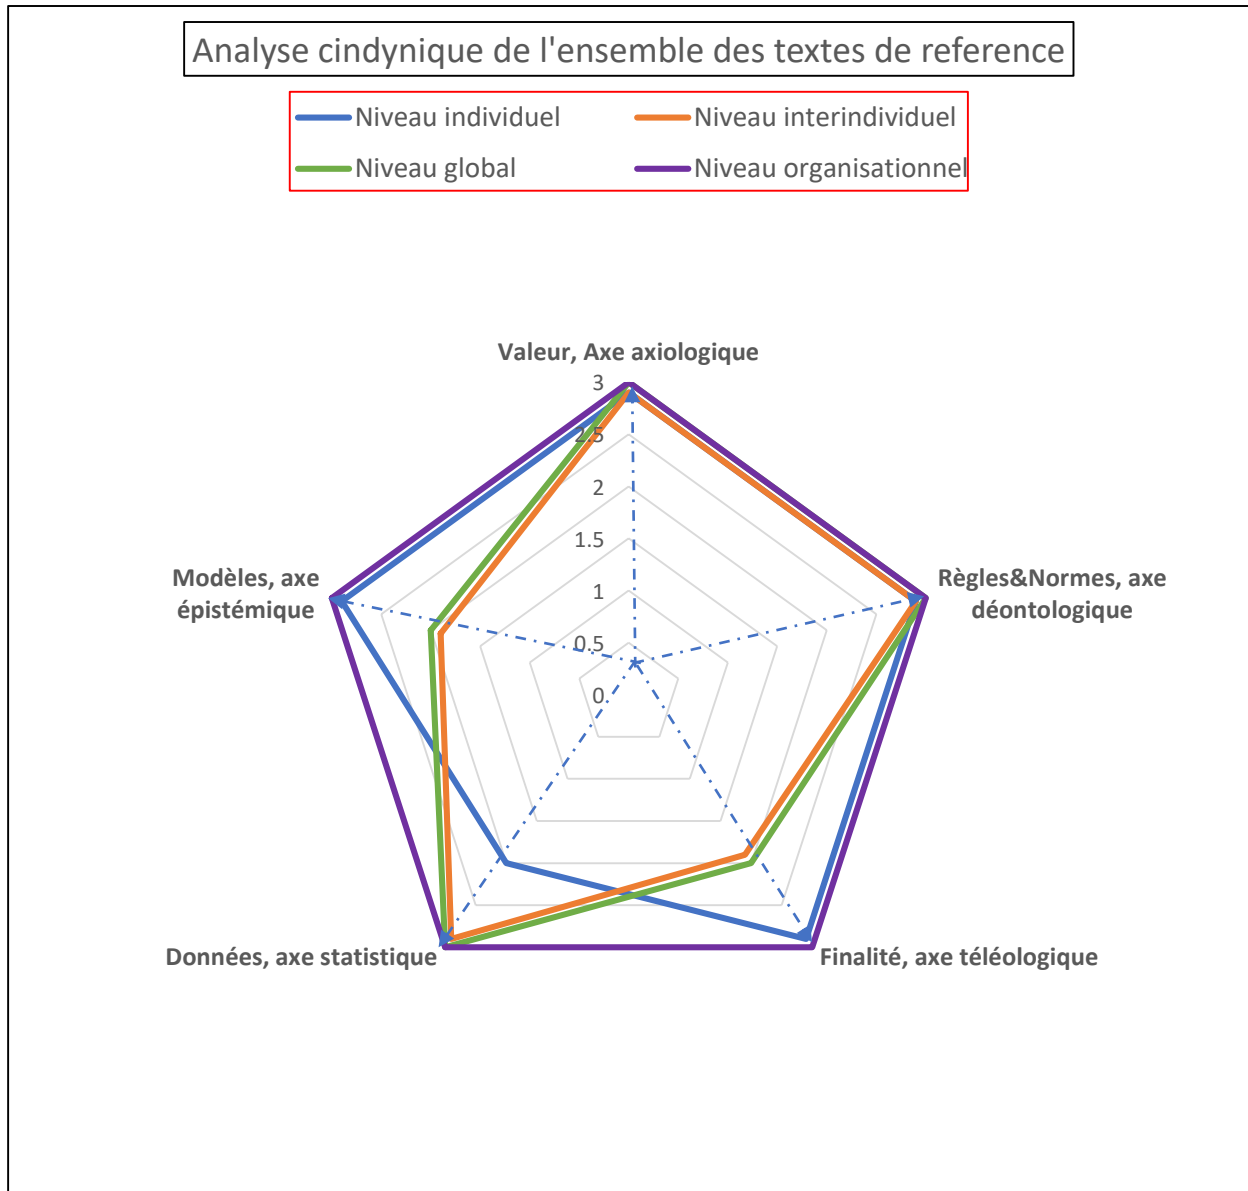 Analyse cindynique de l'ensemble des textes de reference
Niveau individuel
Niveau interindividuel
Niveau global
Niveau organisationnel
Valeur, Axe axiologique
3
2.5
2
1.5
1
0.5
0
Modèles, axe
épistémique
Règles&Normes, axe
déontologique
Données, axe statistique
Finalité, axe téléologique